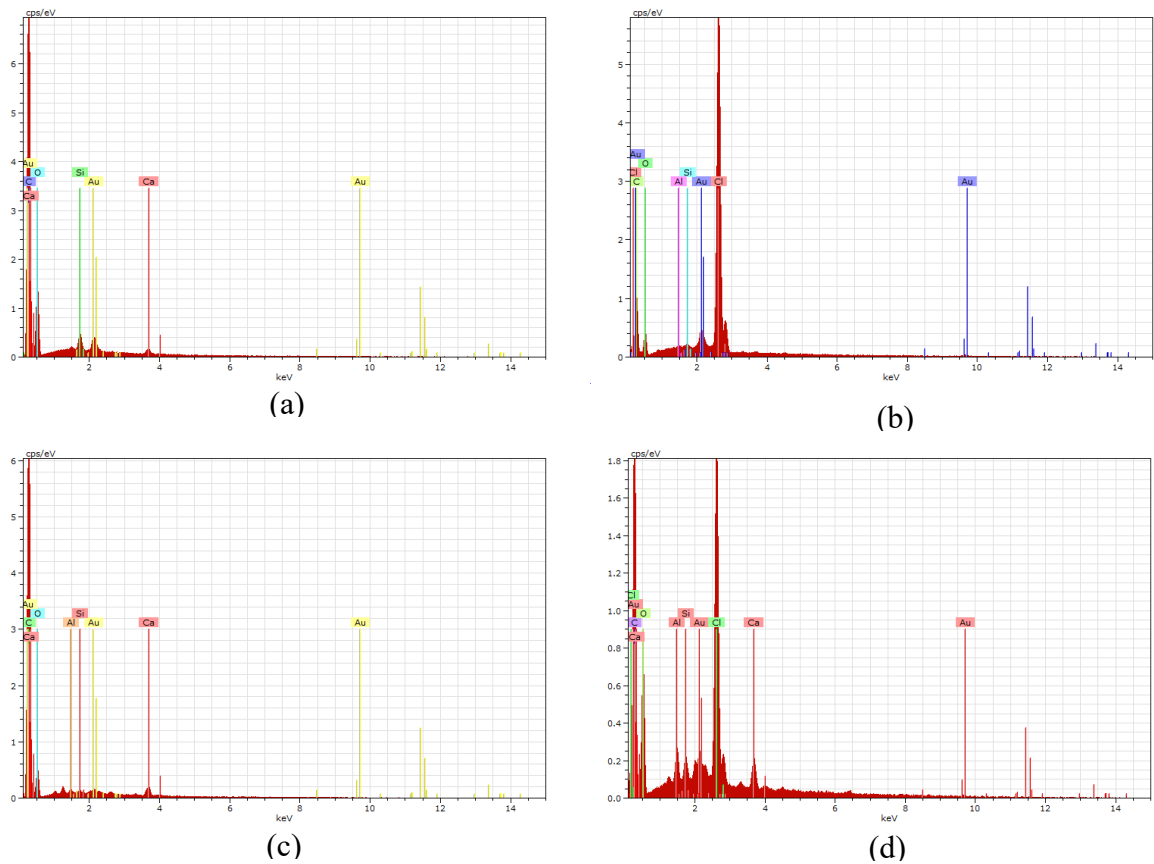 cps/eV
6
5
4
3
2
1
0
Au
O
C
Ca
Si
Au
Ca
Au
2 4 6 8 10 12 14
keV
(a)
cps/eV
5
4
3
2
1
0
Au
O
Cl
C
Al
Si
Au
Cl
Au
2 4 6 8 10 12 14
keV
(b)
cps/eV
6
5
4
3
2
1
0
Au
O
C
Ca
Al
Si
Au
Ca
Au
2 4 6 8 10 12 14
keV
(c)
cps/eV
1.8
1.6
1.4
1.2
1.0
0.8
0.6
0.4
0.2
0.0
Cl
Au
O
C
Ca
Al
Si
Au
Cl
Ca
Au
2 4 6 8 10 12 14
keV
(d)